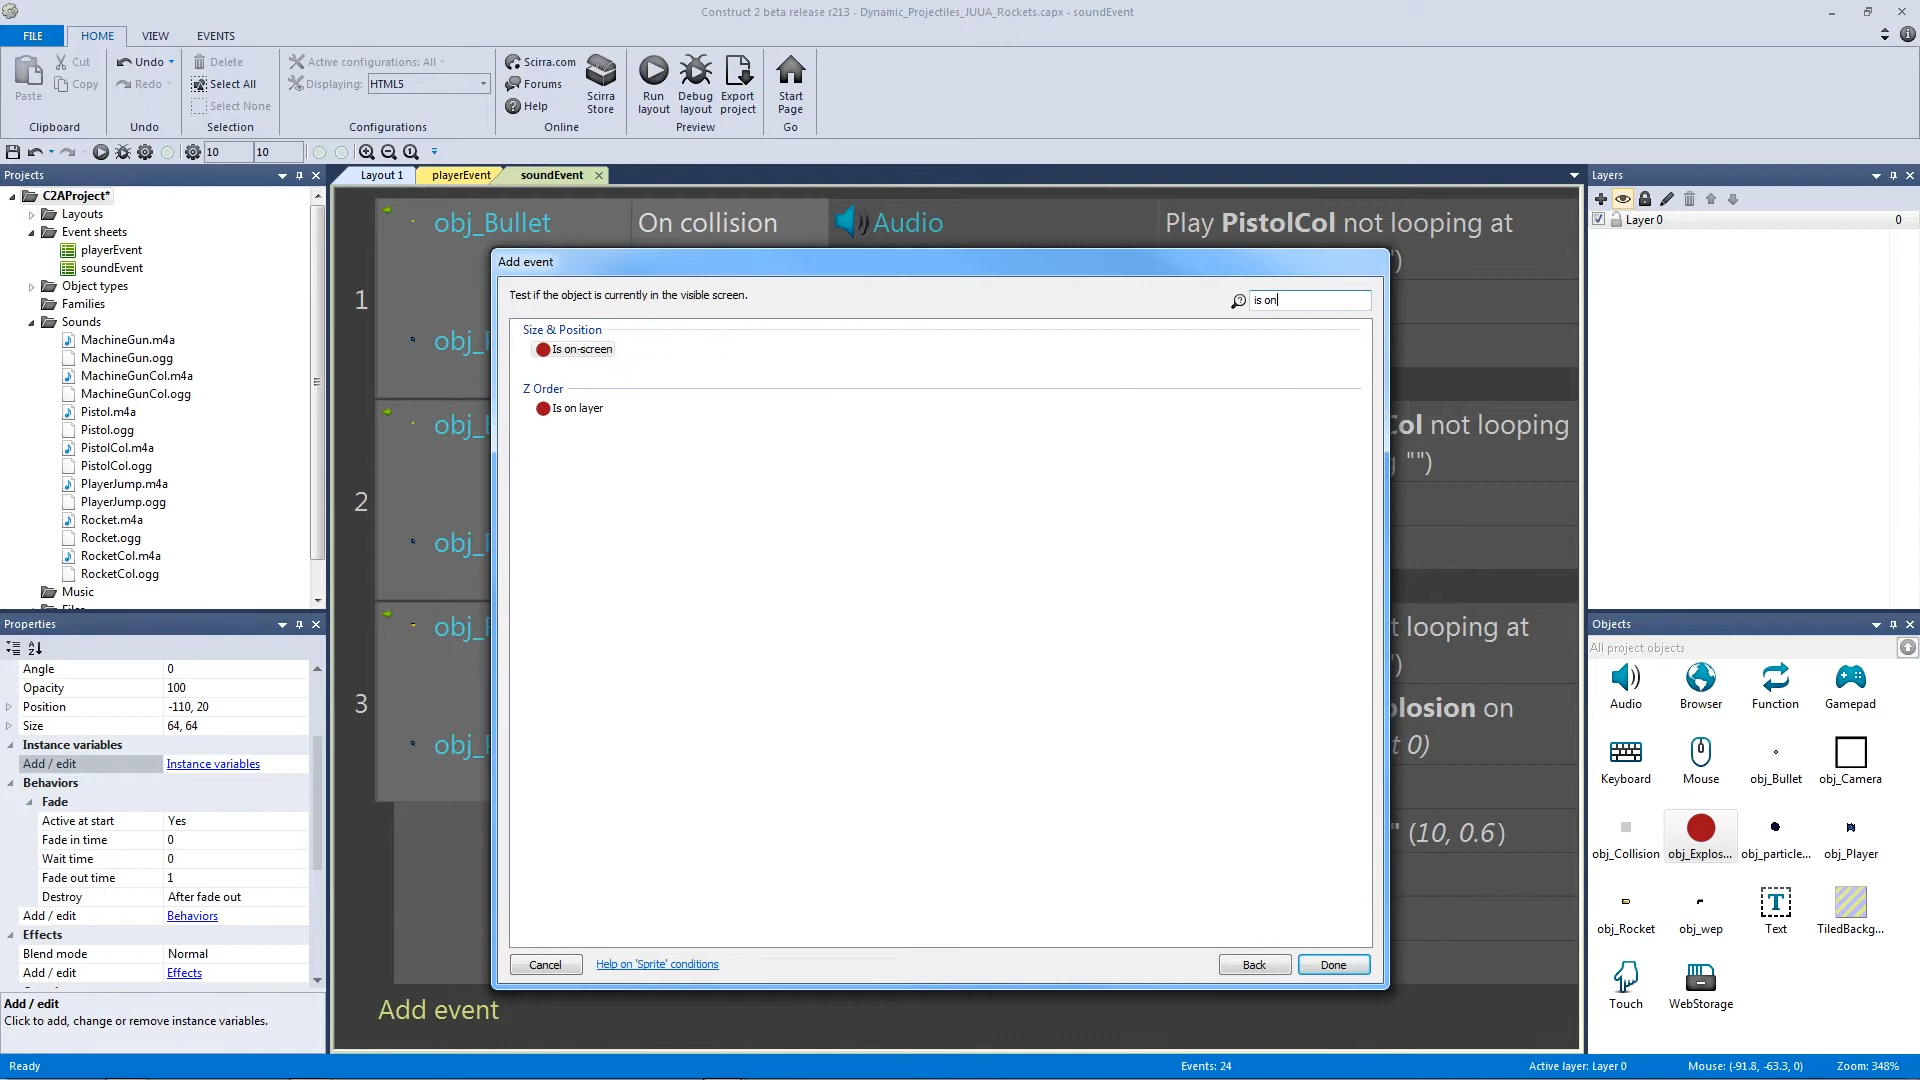 Construct 2 beta release r213 - Dynamic_Projectiles_JUUA_Rockets.capx - soundEvent
FILE
HOME
VIEW
EVENTS
Paste
Cut
Copy
Clipboard
Undo
Redo
Undo
Delete
Select All
Select None
Selection
Active configurations: All
Displaying:
HTML5
Configurations
Scirra.com
Forums
Help
Scirra Store
Online
Run layout
Debug layout
Export project
Preview
Start Page
Go
10
10
Projects
C2AProject*
Layouts
Event sheets
playerEvent
soundEvent
Object types
Families
Sounds
MachineGun.m4a
MachineGun.ogg
MachineGunCol.m4a
MachineGunCol.ogg
Pistol.m4a
Pistol.ogg
PistolCol.m4a
PistolCol.ogg
PlayerJump.m4a
PlayerJump.ogg
Rocket.m4a
Rocket.ogg
RocketCol.m4a
RocketCol.ogg
Music
Properties
Angle 0
Opacity 100
Position -110, 20
Size 64, 64
Instance variables
Add / edit Instance variables
Behaviors
Fade
Active at start Yes
Fade in time 0
Wait time 0
Fade out time 1
Destroy After fade out
Add / edit Behaviors
Effects
Blend mode Normal
Add / edit Effects
Add / edit
Click to add, change or remove instance variables.
Layout 1
playerEvent
soundEvent
1
obj_Bullet
On collision
Audio
Play PistolCol not looping at
")
obj_
2
obj_
Col not looping
"")
obj_
3
obj_
t looping at
")
obj_
plosion on
t 0)
" (10, 0.6)
Add event
Add event
Test if the object is currently in the visible screen.
is on
Size & Position
Is on-screen
Z Order
Is on layer
Cancel
Help on 'Sprite' conditions
Back
Done
Layers
Layer 0
0
Objects
All project objects
Audio
Browser
Function
Gamepad
Keyboard
Mouse
obj_Bullet
obj_Camera
obj_Collision
obj_Explos...
obj_particle...
obj_Player
obj_Rocket
obj_wep
Text
TiledBackg...
Touch
WebStorage
Ready
Events: 24
Active layer: Layer 0
Mouse: (-91.8, -63.3, 0)
Zoom: 348%